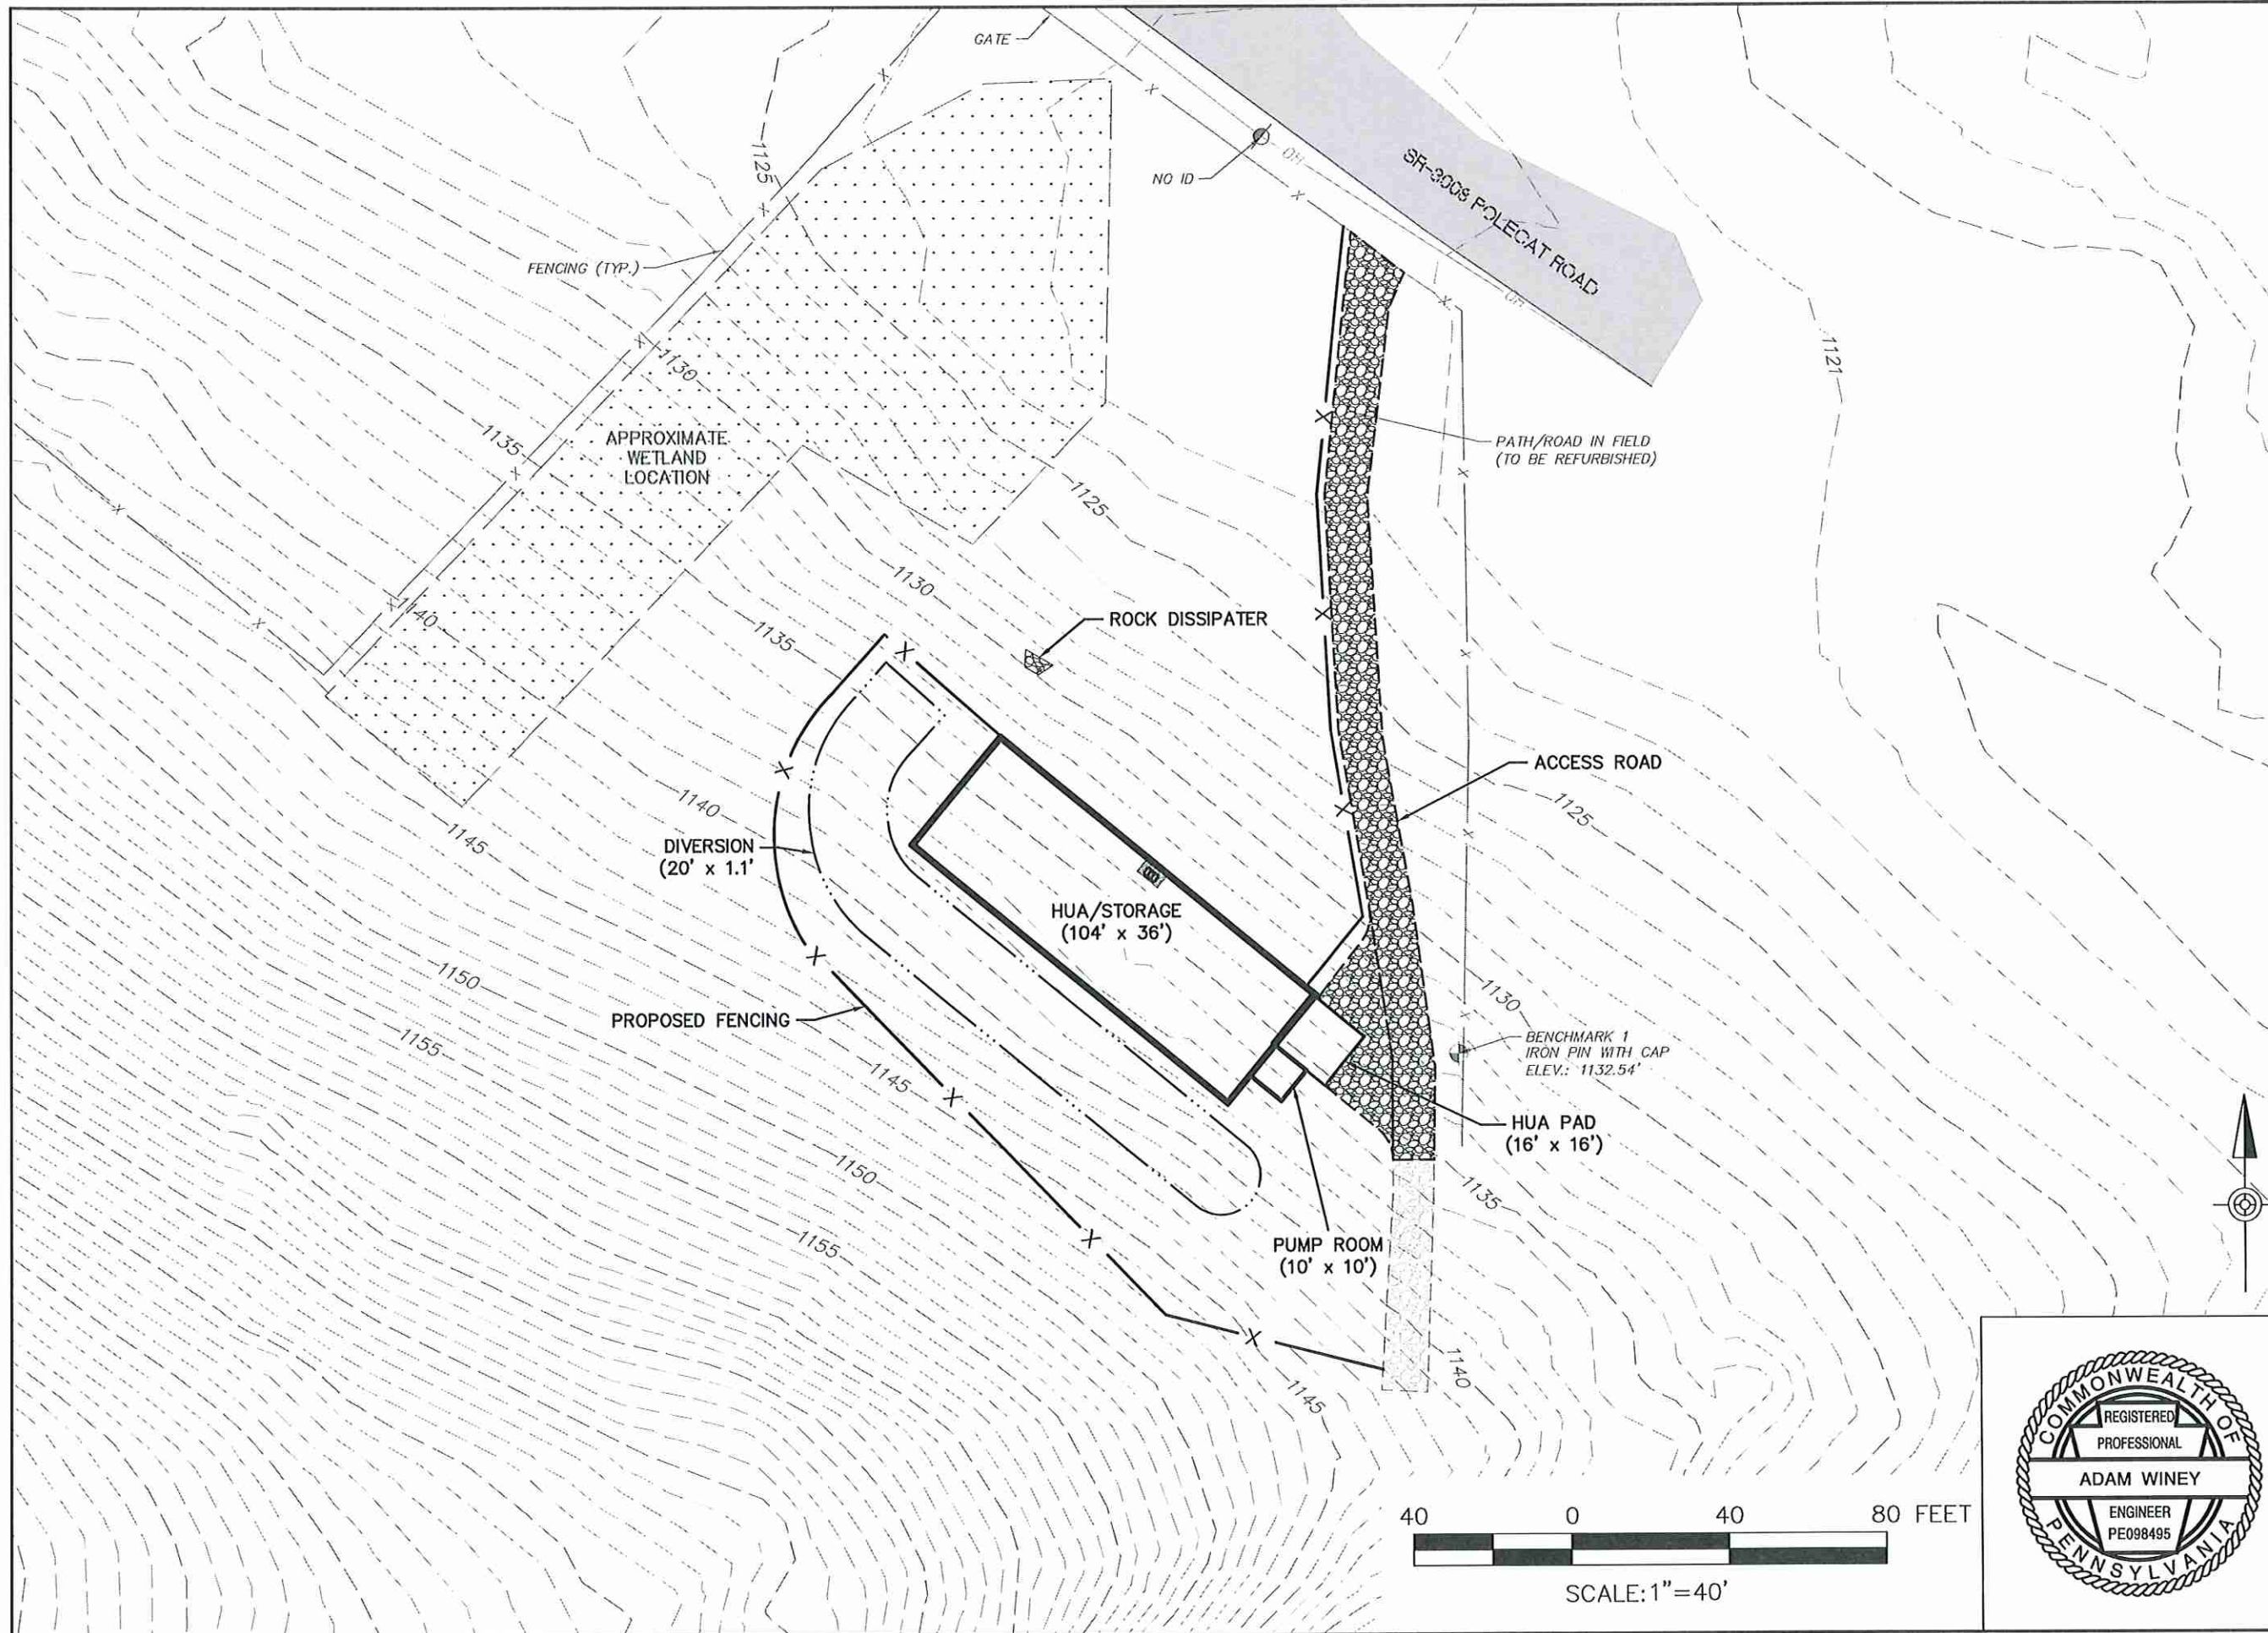 GATE
NO ID
OH
SR-3008 POLECAT ROAD
OH
1125
FENCING (TYP.)
1121
1130
1135
APPROXIMATE
WETLAND
LOCATION
PATH/ROAD IN FIELD
(TO BE REFURBISHED)
1125
1130
1140
ROCK DISSIPATER
1135
ACCESS ROAD
1125
1140
1145
DIVERSION
(20' x 1.1'
HUA/STORAGE
(104' x 36')
1150
1130
PROPOSED FENCING
1155
BENCHMARK 1
IRON PIN WITH CAP
ELEV.: 1132.54'
1145
HUA PAD
(16' x 16')
1150
1135
1155
PUMP ROOM
(10' x 10')
1140
1145
40 0 40 80 FEET
SCALE:1"=40'
COMMONWEALTH OF
REGISTERED
PROFESSIONAL
ADAM WINEY
ENGINEER
PE098495
PENNSYLVANIA